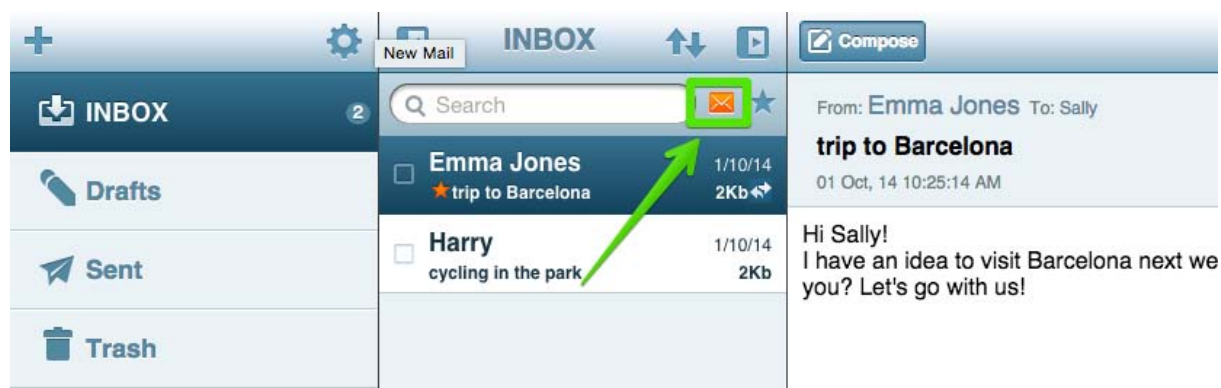 New Mail
INBOX
Compose
INBOX
2
Drafts
Sent
Trash
Search
Emma Jones
1/10/14
trip to Barcelona
2Kb
Harry
1/10/14
cycling in the park
2Kb
From: Emma Jones To: Sally
trip to Barcelona
01 Oct, 14 10:25:14 AM
Hi Sally!
I have an idea to visit Barcelona next we
you? Let's go with us!